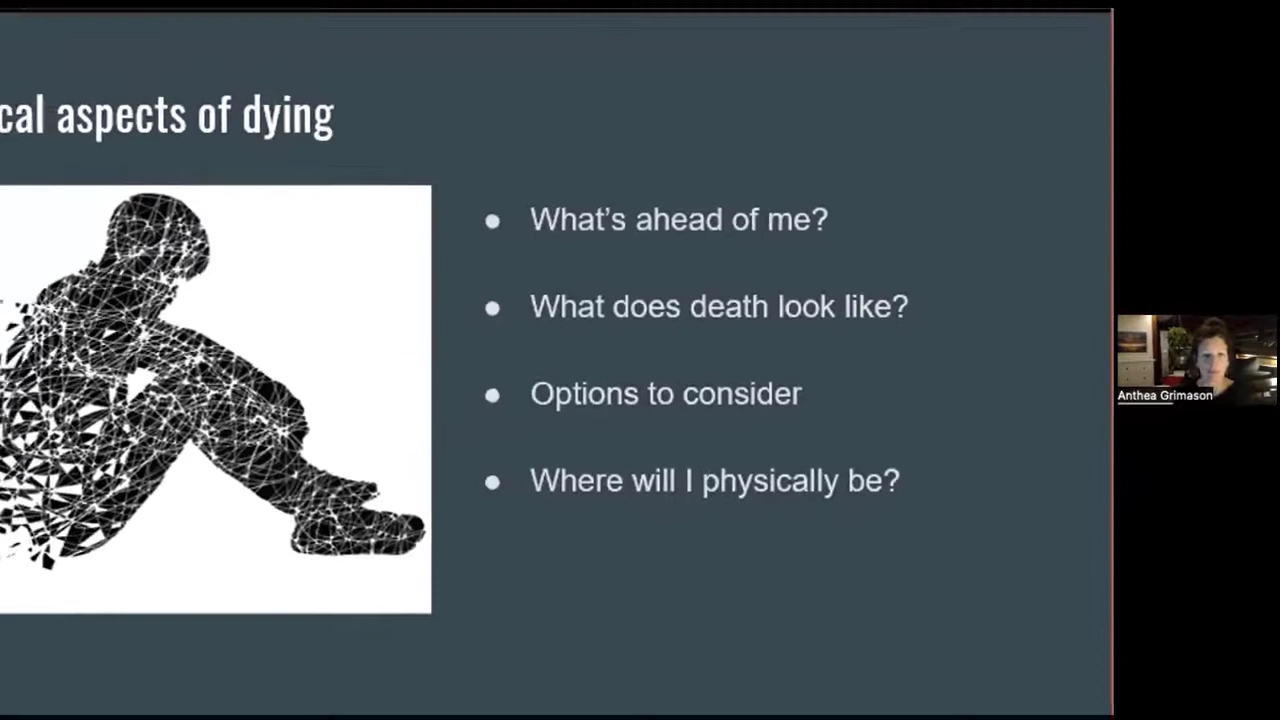 cal aspects of dying
● What’s ahead of me?
● What does death look like?
● Options to consider
● Where will I physically be?
Anthea Grimason